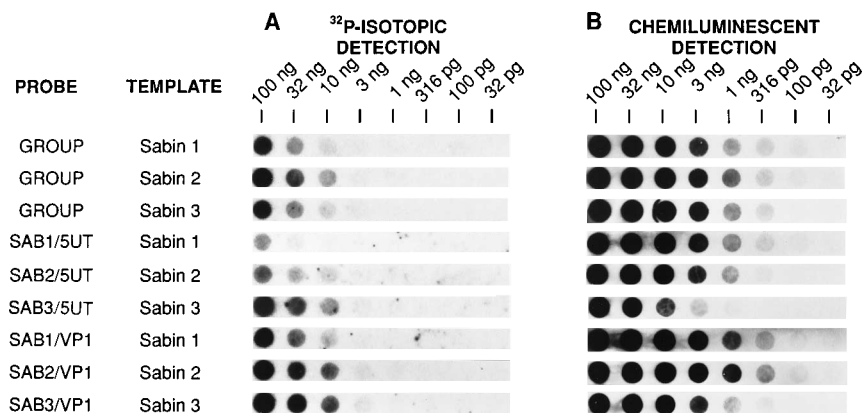 A ³²P-ISOTOPIC DETECTION
B CHEMILUMINESCENT DETECTION
PROBE TEMPLATE 100 ng 32 ng 10 ng 3 ng 1 ng 316 pg 100 pg 32 pg 100 ng 32 ng 10 ng 3 ng 1 ng 316 pg 100 pg 32 pg
GROUP Sabin 1
GROUP Sabin 2
GROUP Sabin 3
SAB1/5UT Sabin 1
SAB2/5UT Sabin 2
SAB3/5UT Sabin 3
SAB1/VP1 Sabin 1
SAB2/VP1 Sabin 2
SAB3/VP1 Sabin 3